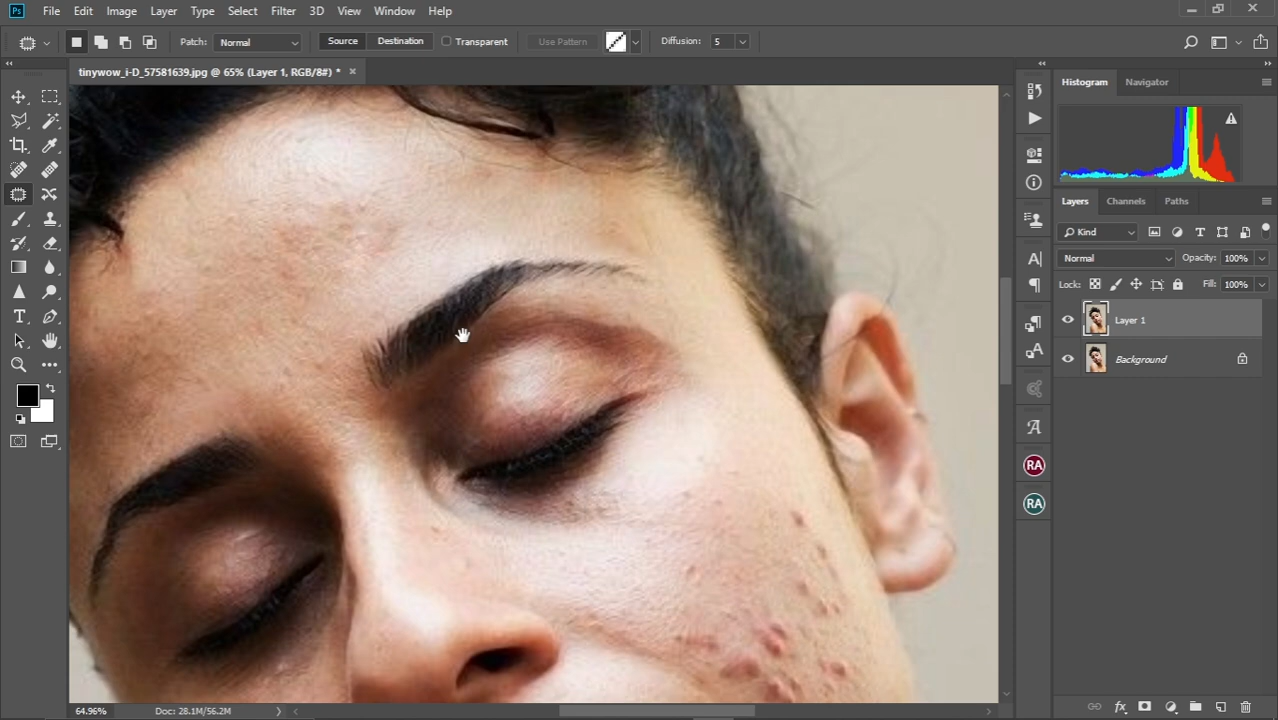 Ps File Edit Image Layer Type Select Filter 3D View Window Help
Patch: Normal Source Destination Transparent Use Pattern Diffusion: 5
tinywow_i-D_57581639.jpg @ 65% (Layer 1, RGB/8#) *
Histogram Navigator
Layers Channels Paths
Kind
Normal Opacity: 100%
Lock: Fill: 100%
Layer 1
Background
RA
RA
64.96% Doc: 28.1M/56.2M